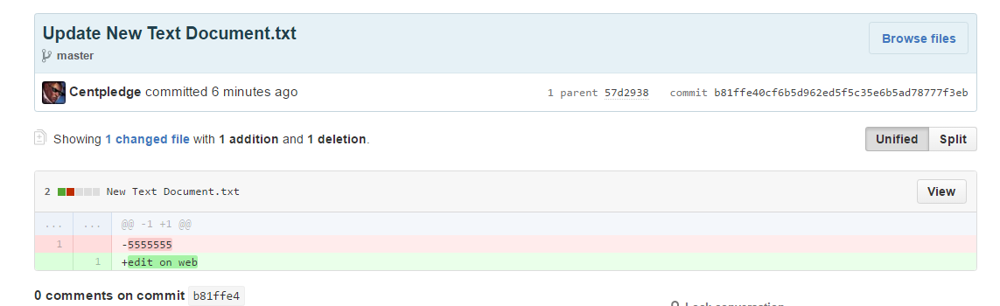 Update New Text Document.txt
Browse files
master
Centpledge committed 6 minutes ago
1 parent 57d2938 commit b81ffe40cf6b5d962ed5f5c35e6b5ad78777f3eb
Showing 1 changed file with 1 addition and 1 deletion.
Unified Split
2 New Text Document.txt
View
... ... @@ -1 +1 @@
1 -5555555
1 +edit on web
0 comments on commit b81ffe4
Lock conversation